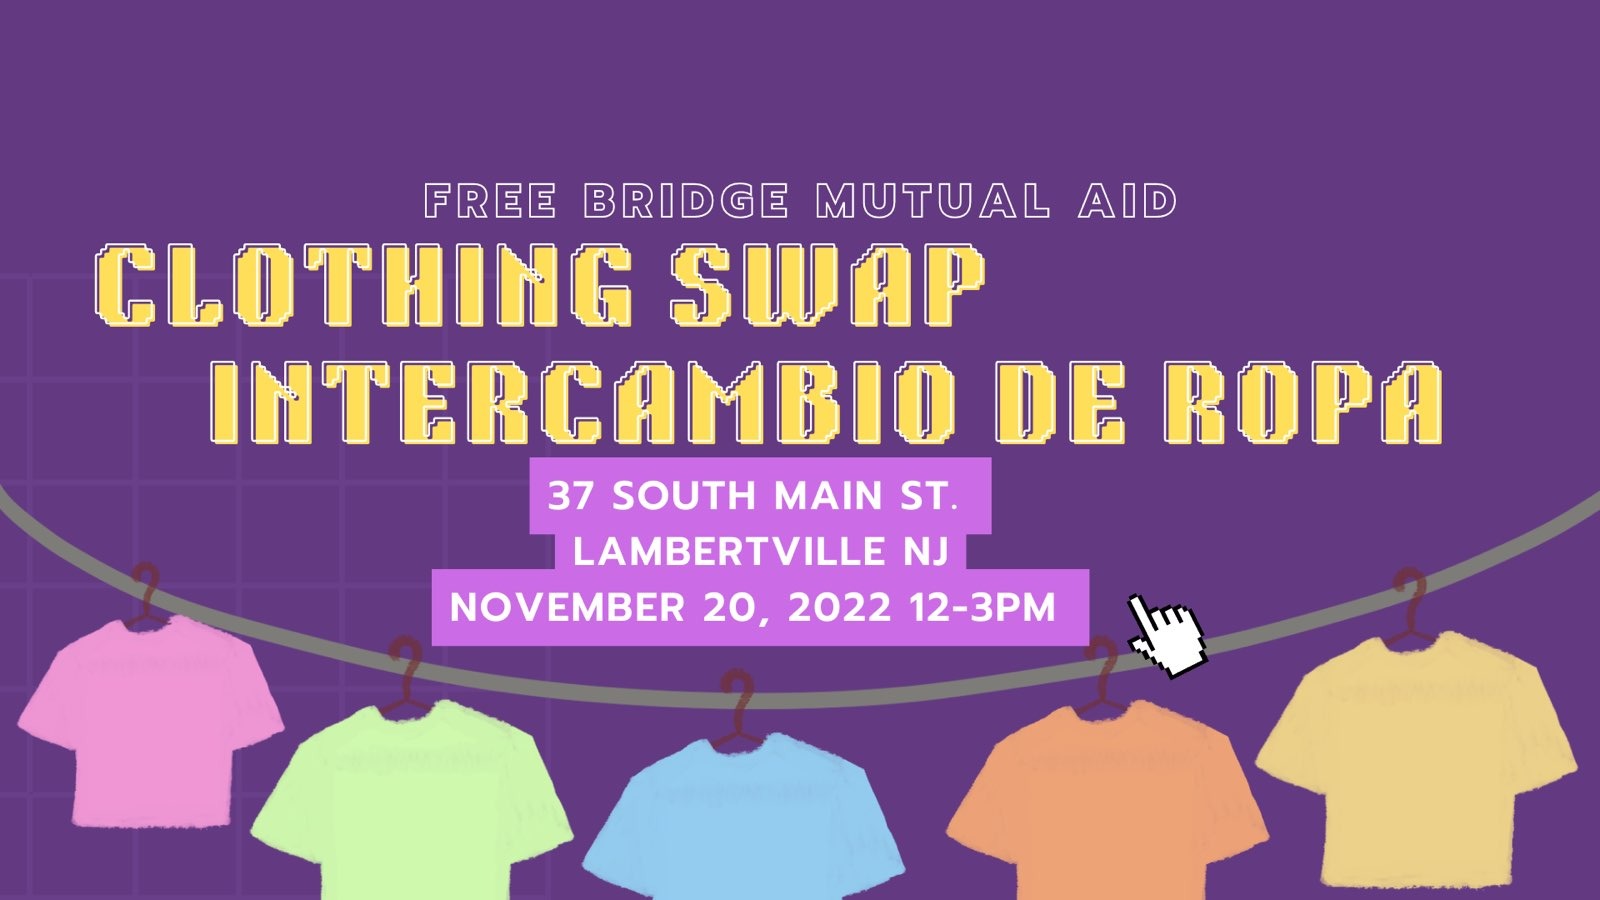 FREE BRIDGE MUTUAL AID
CLOTHING SWAP
INTERCAMBIO DE ROPA
37 SOUTH MAIN ST.
LAMBERTVILLE NJ
NOVEMBER 20, 2022 12-3PM